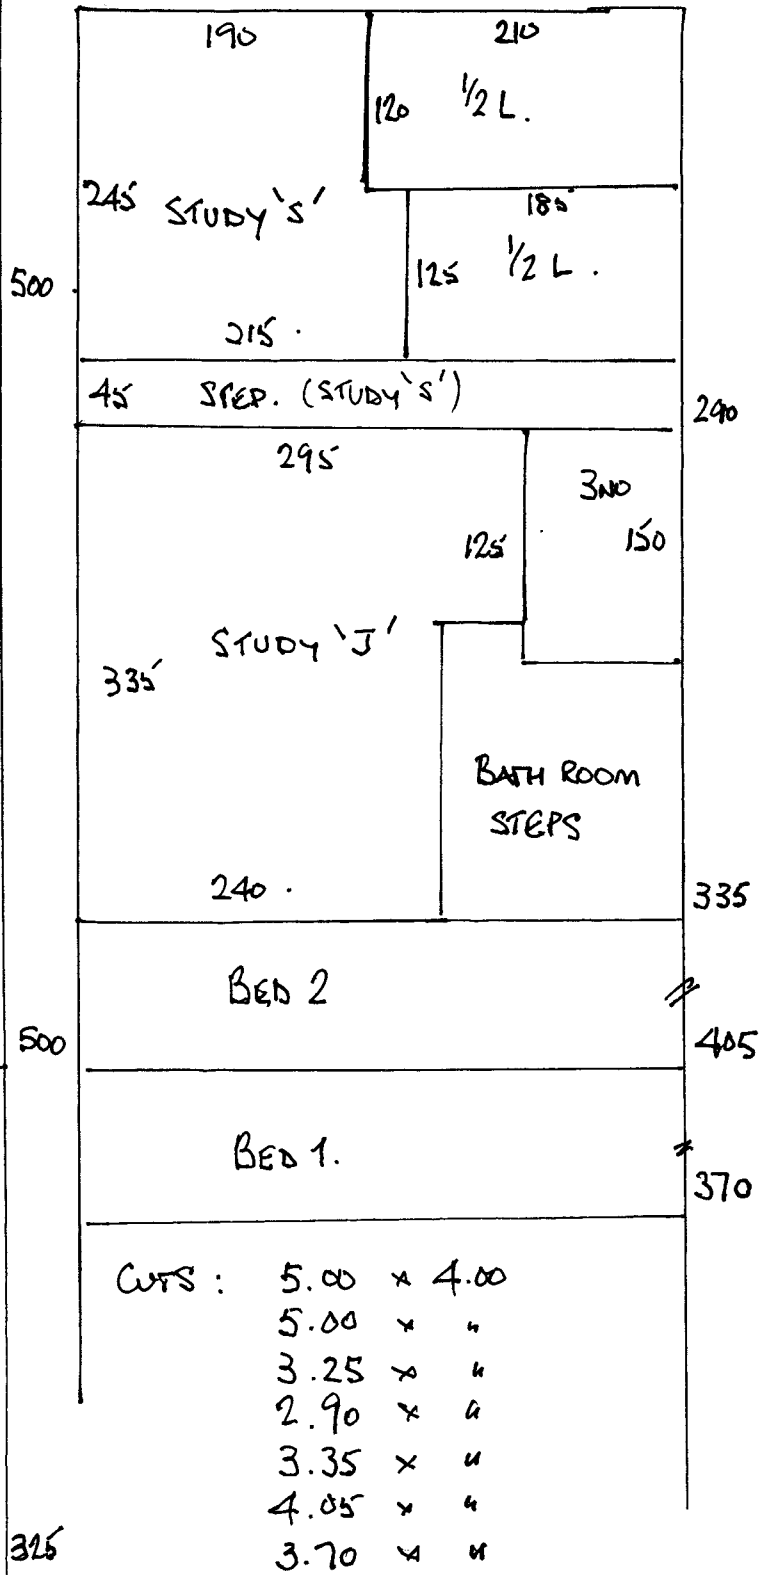 190 210
120 ½ L.
245 STUDY 'S'
185
500 125 ½ L.
215.
45 STEP. (STUDY 'S') 290
295
3NO
125 150
STUDY 'J'
335
BATH ROOM
STEPS
240. 335
BED 2
500 405
BED 1.
370
CUTS: 5.00 x 4.00
5.00 x "
3.25 x "
2.90 x "
3.35 x "
4.05 x "
325 3.70 x "